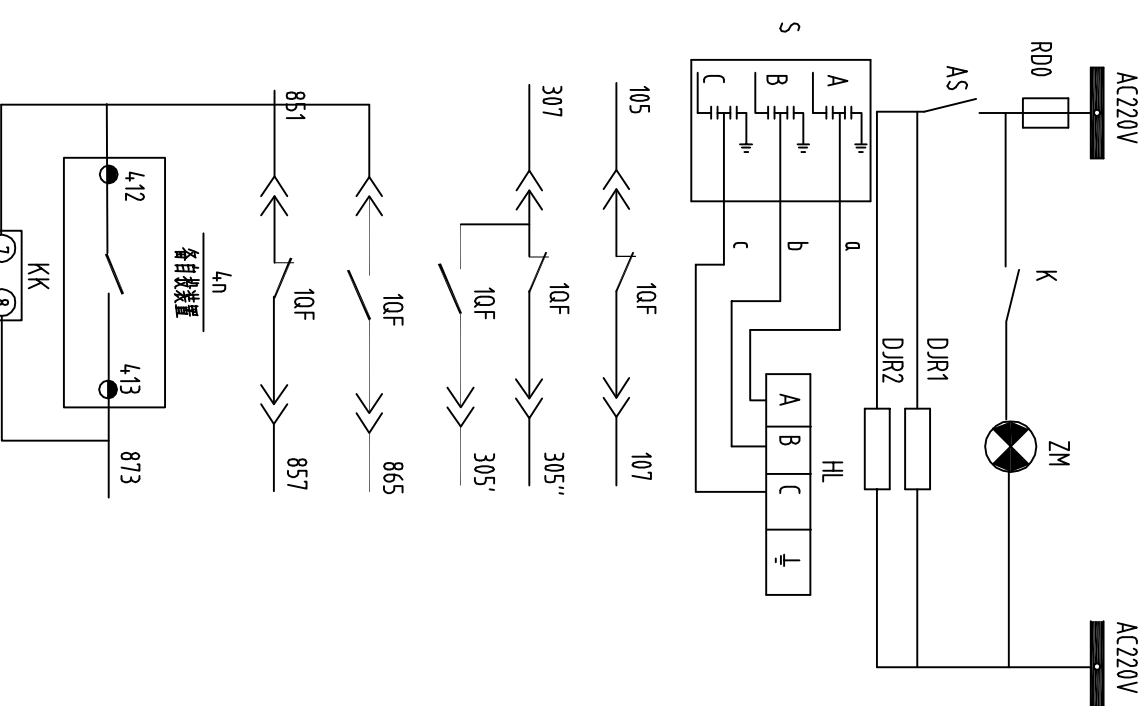 AC220V
AC220V
RD0
ZM
K
AS
DJR1
DJR2
S
A
B
C
a
b
c
HL
A
B
C
105
1QF
107
307
1QF
305''
1QF
305'
1QF
865
851
1QF
857
4n
备自投装置
412
413
873
KK
7
8